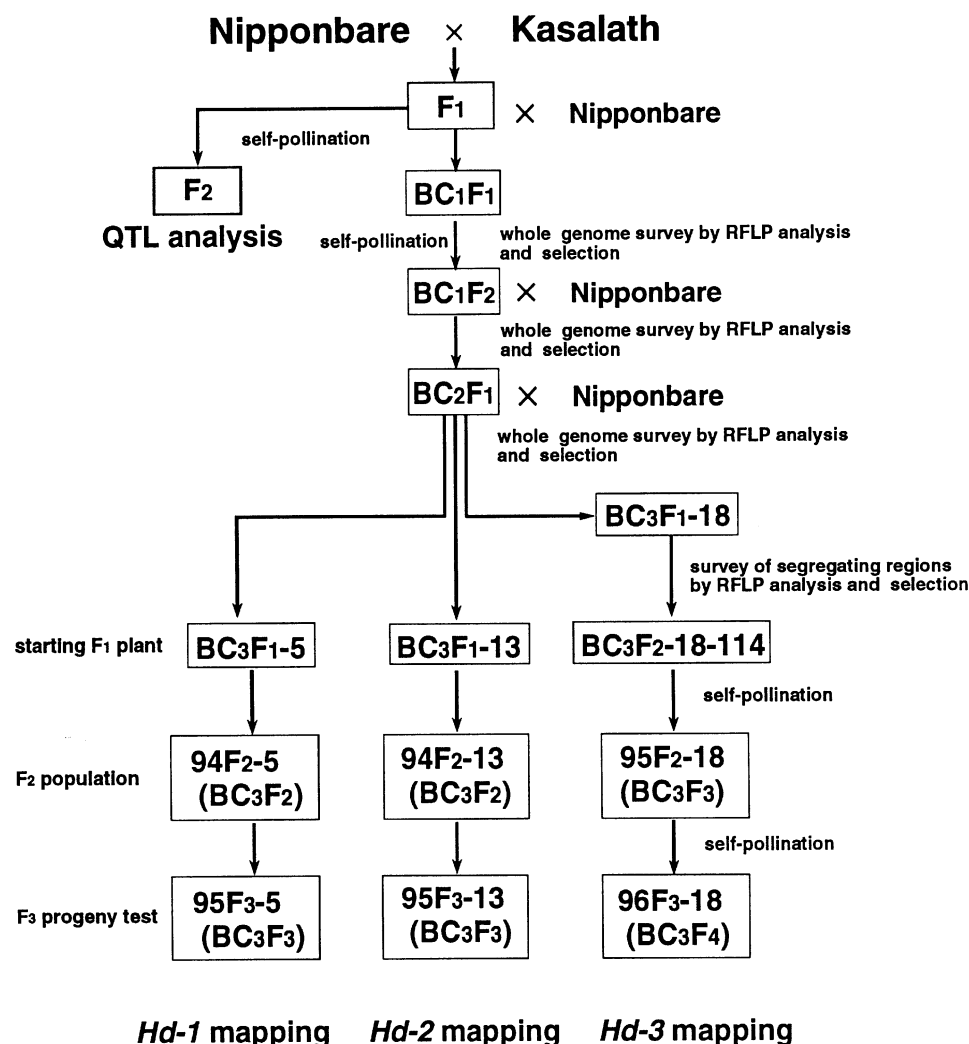 Nipponbare × Kasalath
F1 × Nipponbare
self-pollination
F2
BC1F1
QTL analysis
self-pollination
whole genome survey by RFLP analysis
and selection
BC1F2 × Nipponbare
whole genome survey by RFLP analysis
and selection
BC2F1 × Nipponbare
whole genome survey by RFLP analysis
and selection
BC3F1-18
survey of segregating regions
by RFLP analysis and selection
starting F1 plant
BC3F1-5
BC3F1-13
BC3F2-18-114
self-pollination
F2 population
94F2-5
(BC3F2)
94F2-13
(BC3F2)
95F2-18
(BC3F3)
self-pollination
F3 progeny test
95F3-5
(BC3F3)
95F3-13
(BC3F3)
96F3-18
(BC3F4)
Hd-1 mapping
Hd-2 mapping
Hd-3 mapping